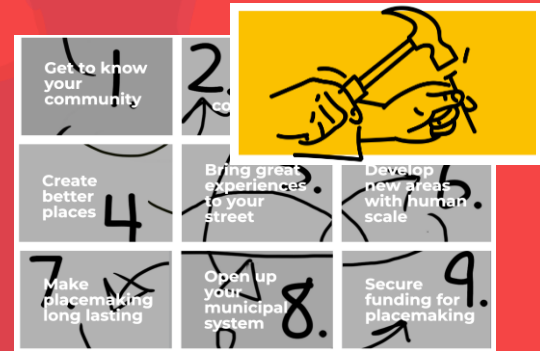 Get to know
your
community
1.
2.
co
Create
better
places
4
Bring great
experiences
to your
street
5.
Develop
new areas
with human
scale
6.
7.
Make
placemaking
long lasting
Open up
your
municipal
system
8.
Secure
funding for
placemaking
9.